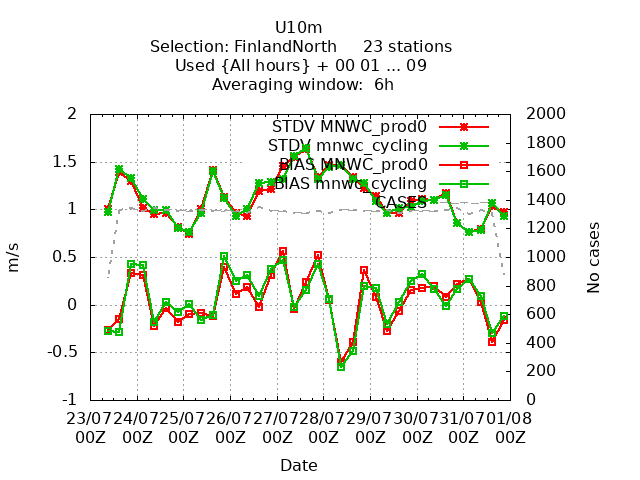 U10m
Selection: FinlandNorth 23 stations
Used {All hours} + 00 01 ... 09
Averaging window: 6h
2
1.5
1
0.5
0
-0.5
-1
m/s
2000
1800
1600
1400
1200
1000
800
600
400
200
0
No cases
STDV MNWC_prod0
STDV mnwc_cycling
BIAS MNWC_prod0
BIAS mnwc_cycling
CASES
23/07 24/07 25/07 26/07 27/07 28/07 29/07 30/07 31/07 01/08
00Z 00Z 00Z 00Z 00Z 00Z 00Z 00Z 00Z 00Z
Date